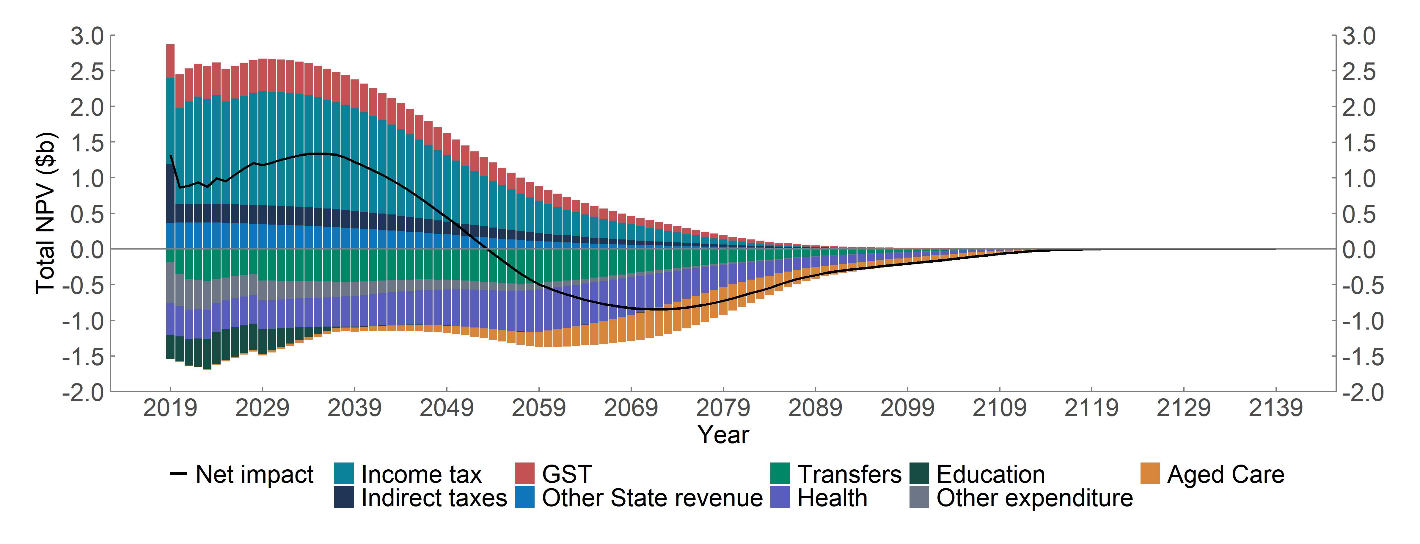 3.0 3.0
2.5 2.5
2.0 2.0
1.5 1.5
1.0 1.0
0.5 0.5
0.0 0.0
-0.5 -0.5
-1.0 -1.0
-1.5 -1.5
-2.0 -2.0
Total NPV ($b)
2019 2029 2039 2049 2059 2069 2079 2089 2099 2109 2119 2129 2139
Year
Net impact Income tax GST Transfers Education Aged Care
Indirect taxes Other State revenue Health Other expenditure